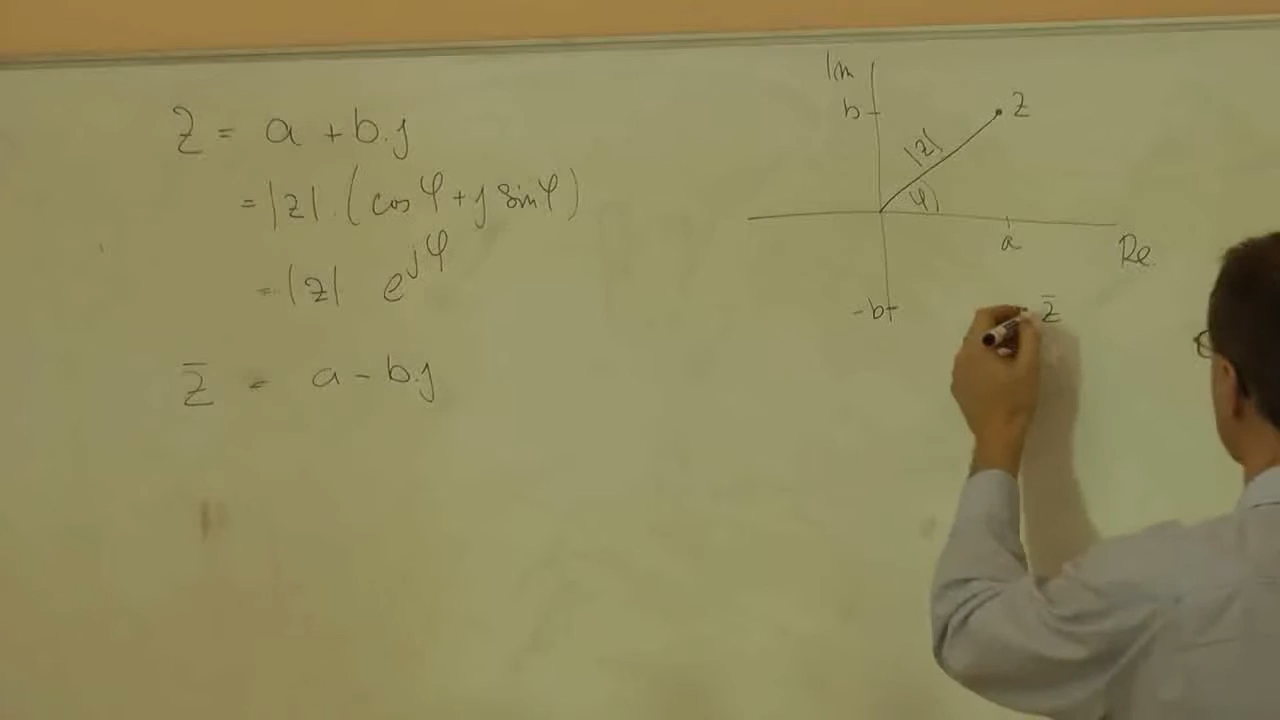 z = a + b.j
= |z|. (cos φ + j sin φ)
= |z| e^jφ
z̄ = a - b.j
Im
b
z
|z|
φ
a
Re
-b
z̄